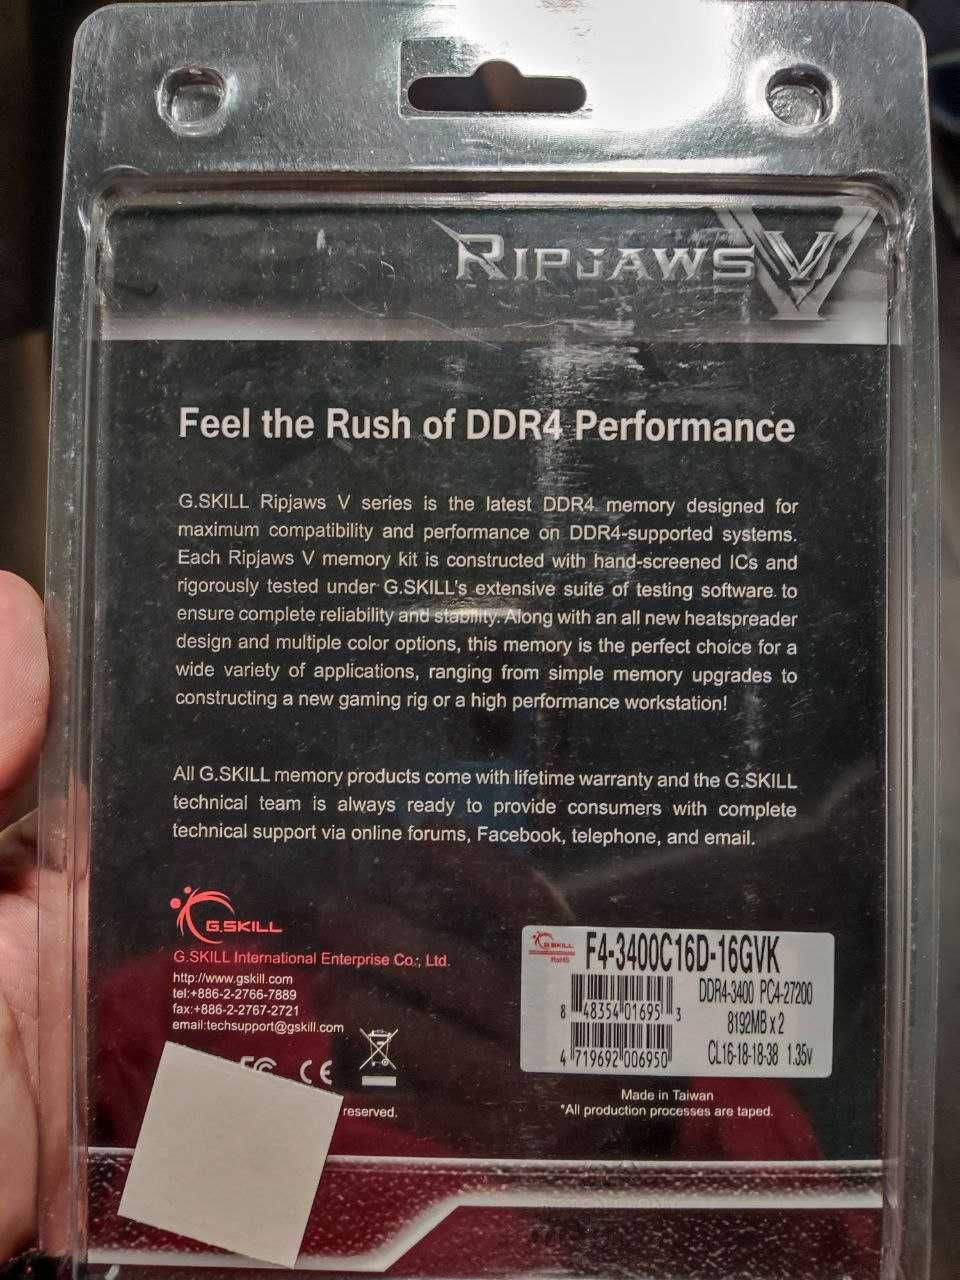 RIPJAWS V
Feel the Rush of DDR4 Performance
G.SKILL Ripjaws V series is the latest DDR4 memory designed for
maximum compatibility and performance on DDR4-supported systems.
Each Ripjaws V memory kit is constructed with hand-screened ICs and
rigorously tested under G.SKILL's extensive suite of testing software to
ensure complete reliability and stability. Along with an all new heatspreader
design and multiple color options, this memory is the perfect choice for a
wide variety of applications, ranging from simple memory upgrades to
constructing a new gaming rig or a high performance workstation!
All G.SKILL memory products come with lifetime warranty and the G.SKILL
technical team is always ready to provide consumers with complete
technical support via online forums, Facebook, telephone, and email.
G.SKILL
G.SKILL International Enterprise Co., Ltd.
http://www.gskill.com
tel:+886-2-2766-7889
fax:+886-2-2767-2721
email:techsupport@gskill.com
FC CE
reserved.
G.SKILL
RoHS
F4-3400C16D-16GVK
DDR4-3400 PC4-27200
8 48354 01695 3
8192MB x 2
4 719692 006950
CL16-18-18-38 1.35v
Made in Taiwan
*All production processes are taped.